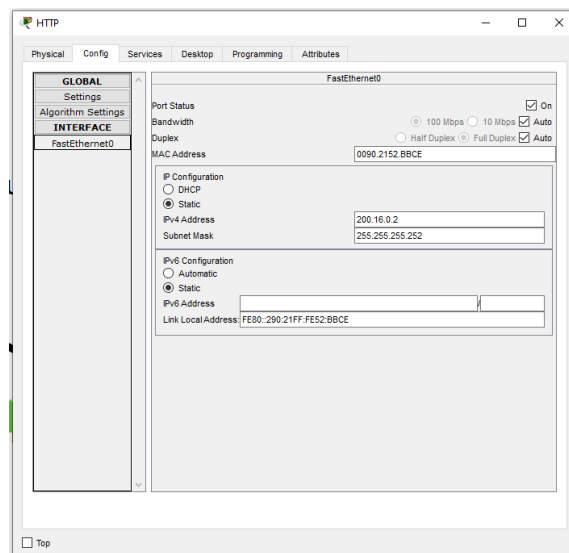 HTTP
Physical Config Services Desktop Programming Attributes
GLOBAL
Settings
Algorithm Settings
INTERFACE
FastEthernet0
FastEthernet0
Port Status On
Bandwidth 100 Mbps 10 Mbps Auto
Duplex Half Duplex Full Duplex Auto
MAC Address 0090.2152.BBCE
IP Configuration
DHCP
Static
IPv4 Address 200.16.0.2
Subnet Mask 255.255.255.252
IPv6 Configuration
Automatic
Static
IPv6 Address /
Link Local Address: FE80::290:21FF:FE52:BBCE
Top